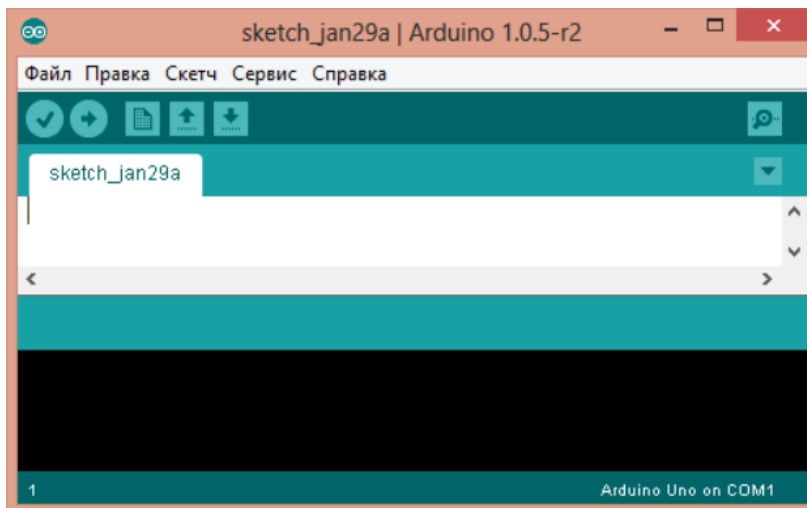 sketch_jan29a | Arduino 1.0.5-r2
Файл Правка Скетч Сервис Справка
sketch_jan29a
1 Arduino Uno on COM1